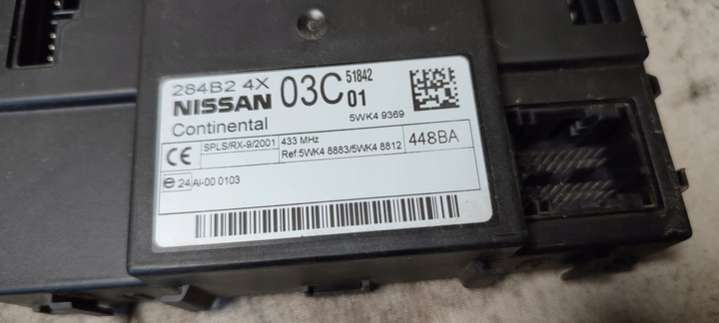 284B2 4X
NISSAN
03C
51842
01
Continental
5WK4 9369
CE
SPLS/RX-9/2001
433 MHz
Ref:5WK4 8883/5WK4 8812
448BA
e 24 AI-00 0103